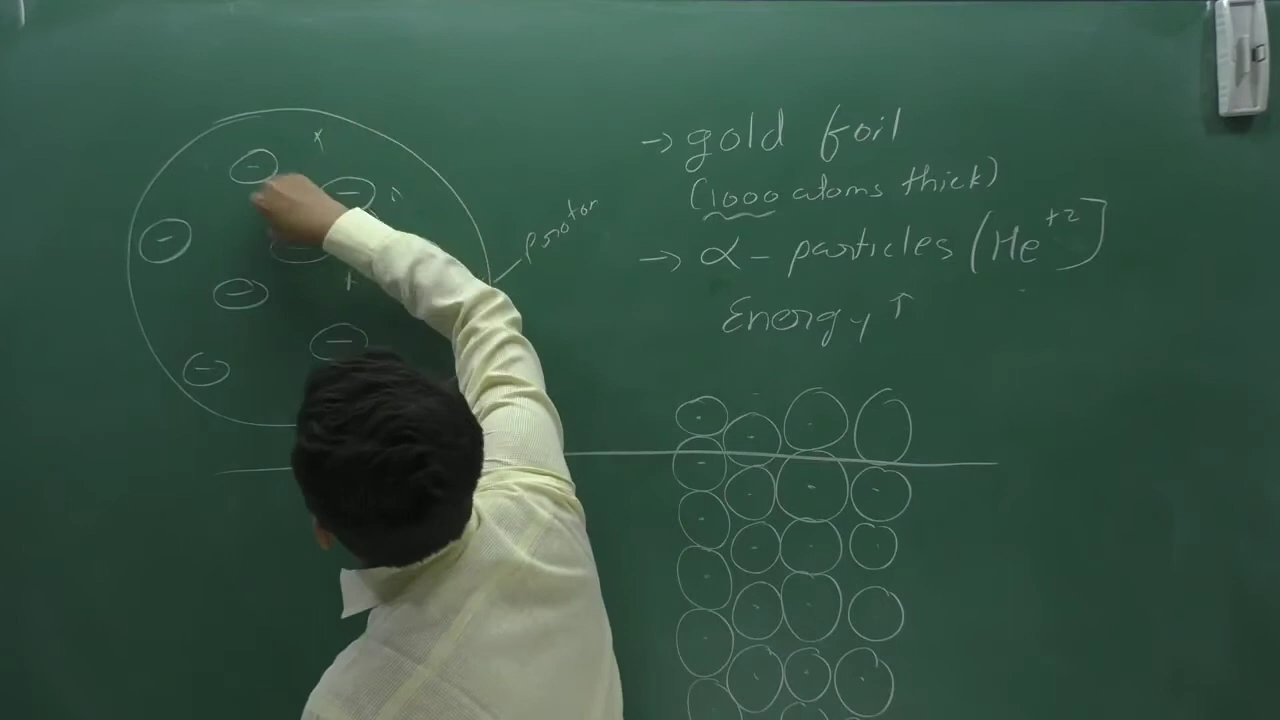 → gold foil
(1000 atoms thick)
→ α - particles (He+2)
Energy ↑
proton